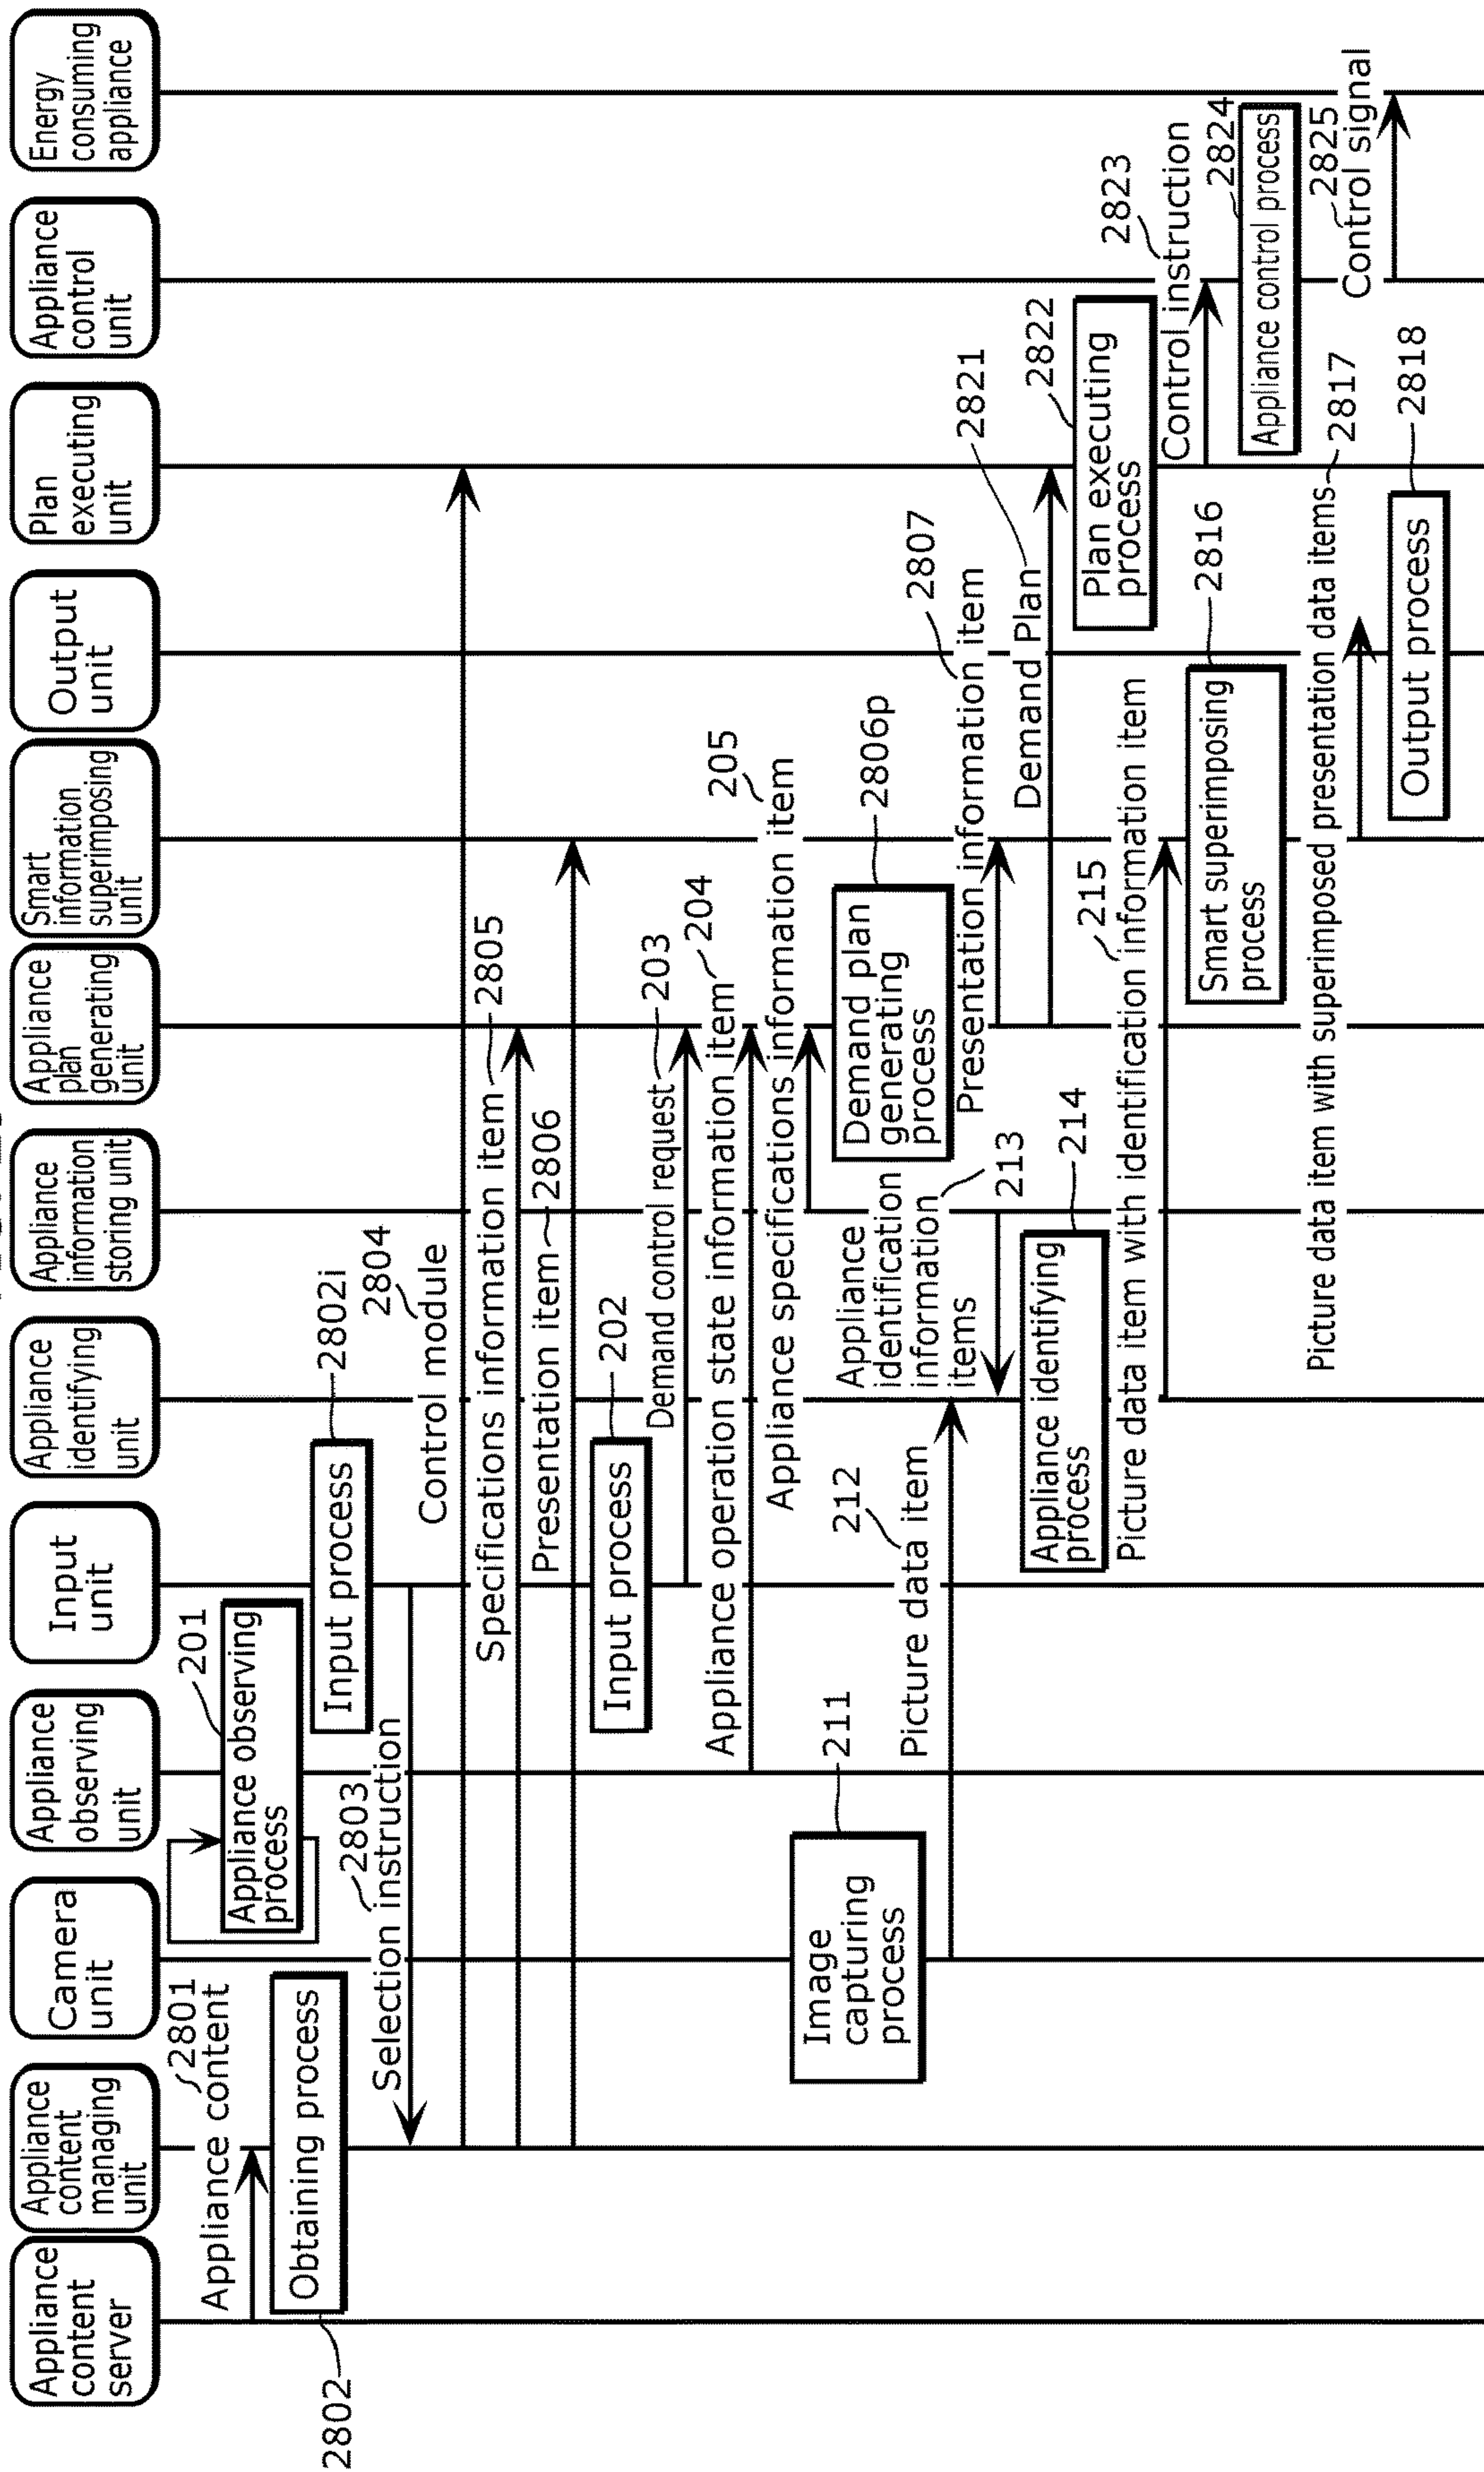 Appliance
content
server
Appliance
content
managing
unit
Camera
unit
Appliance
observing
unit
Input
unit
Appliance
identifying
unit
Appliance
information
storing unit
Appliance
plan
generating
unit
Smart
information
superimposing
unit
Output
unit
Plan
executing
unit
Appliance
control
unit
Energy
consuming
appliance
2801
Appliance content
2802
Obtaining process
201
Appliance observing
process
2802i
Input process
2803
Selection instruction
2804
Control module
Specifications information item
2805
Presentation item
2806
202
Input process
Demand control request
203
Appliance operation state information item
204
Appliance specifications information item
205
211
Image
capturing
process
212
Picture data item
Demand plan
generating
process
2806p
Appliance
identification
information
items
213
Presentation information item
2807
Demand Plan
2821
214
Appliance identifying
process
2822
Plan executing
process
215
Picture data item with identification information item
Control instruction
2823
Smart superimposing
process
2816
2824
Appliance control process
Picture data item with superimposed presentation data items
2817
2825
Control signal
Output process
2818